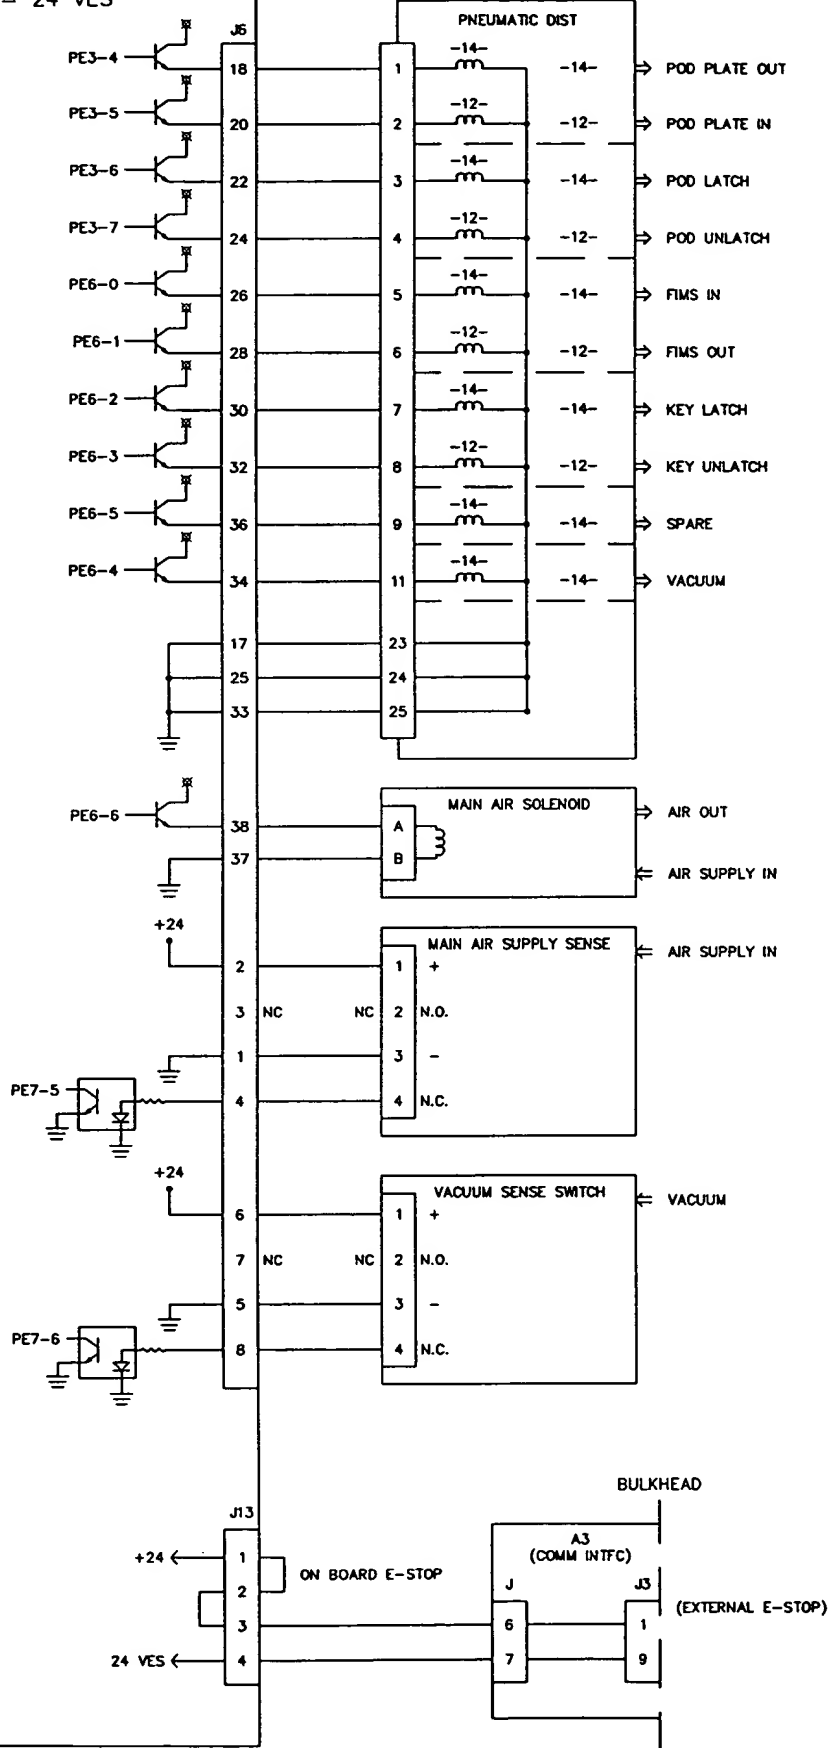 = 24 VES
J6 PNEUMATIC DIST
PE3-4 18 1 -14- -14- POD PLATE OUT
PE3-5 20 2 -12- -12- POD PLATE IN
PE3-6 22 3 -14- -14- POD LATCH
PE3-7 24 4 -12- -12- POD UNLATCH
PE6-0 26 5 -14- -14- FIMS IN
PE6-1 28 6 -12- -12- FIMS OUT
PE6-2 30 7 -14- -14- KEY LATCH
PE6-3 32 8 -12- -12- KEY UNLATCH
PE6-5 36 9 -14- -14- SPARE
PE6-4 34 11 -14- -14- VACUUM
17 23
25 24
33 25
MAIN AIR SOLENOID
PE6-6 38 A AIR OUT
37 B AIR SUPPLY IN
+24 MAIN AIR SUPPLY SENSE AIR SUPPLY IN
2 1 +
3 NC NC 2 N.O.
1 3 -
PE7-5 4 4 N.C.
+24 VACUUM SENSE SWITCH VACUUM
6 1 +
7 NC NC 2 N.O.
5 3 -
PE7-6 8 4 N.C.
BULKHEAD
J13 A3
(COMM INTFC)
+24 1 ON BOARD E-STOP J J3
2
3 6 1 (EXTERNAL E-STOP)
24 VES 4 7 9